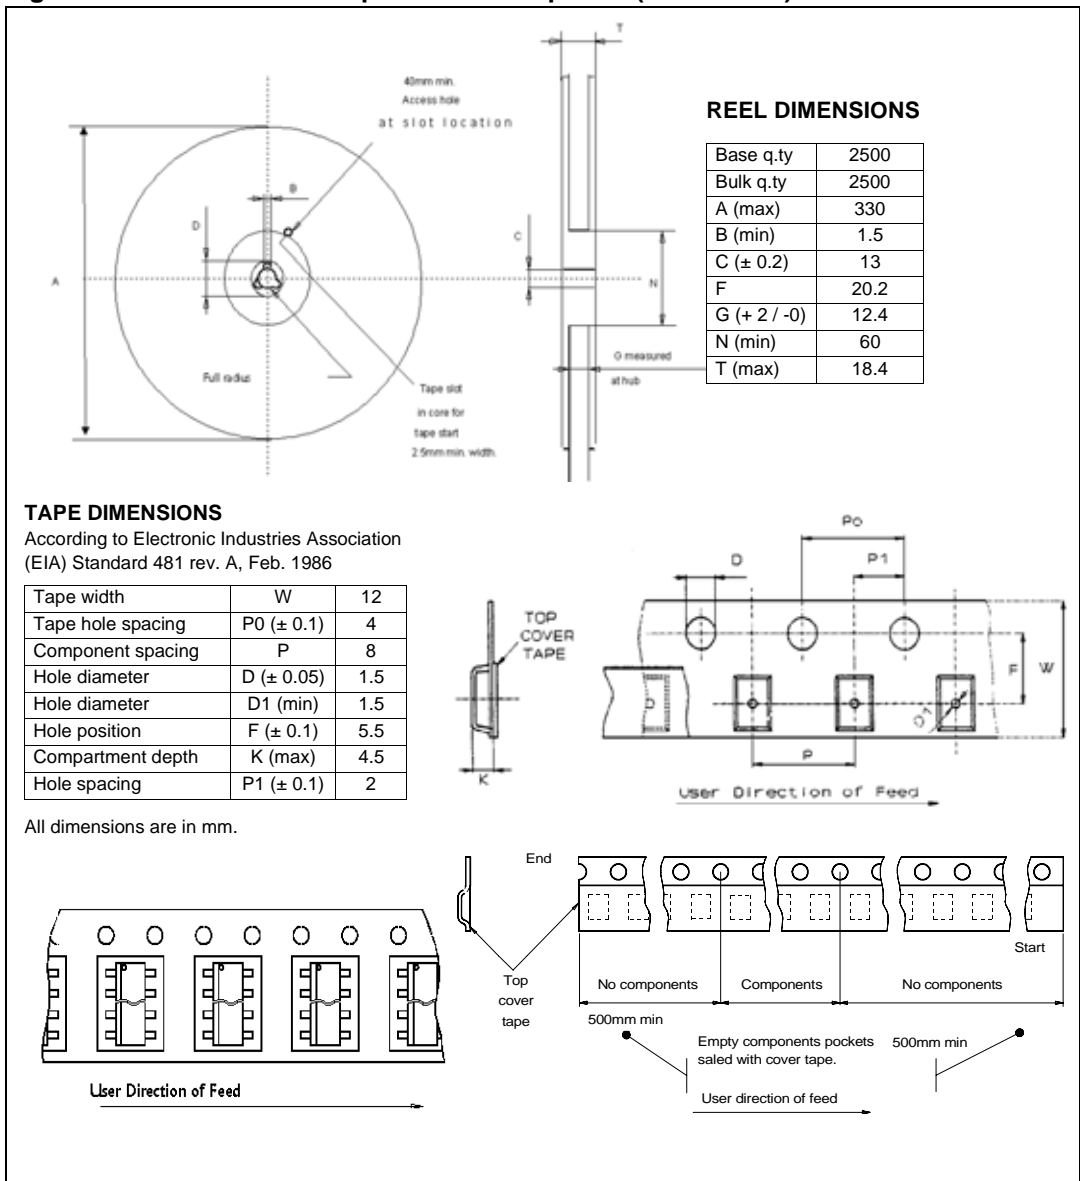 T
40mm min.
Access hole
at slot location
B
D
A
C
N
Full radius
Tape slot
in core for
tape start
2.5mm min. width.
G measured
at hub
REEL DIMENSIONS
Base q.ty 2500
Bulk q.ty 2500
A (max) 330
B (min) 1.5
C (± 0.2) 13
F 20.2
G (+ 2 / -0) 12.4
N (min) 60
T (max) 18.4
TAPE DIMENSIONS
According to Electronic Industries Association
(EIA) Standard 481 rev. A, Feb. 1986
Tape width W 12
Tape hole spacing P0 (± 0.1) 4
Component spacing P 8
Hole diameter D (± 0.05) 1.5
Hole diameter D1 (min) 1.5
Hole position F (± 0.1) 5.5
Compartment depth K (max) 4.5
Hole spacing P1 (± 0.1) 2
All dimensions are in mm.
TOP
COVER
TAPE
K
Po
D
P1
F
W
D1
P
User Direction of Feed
User Direction of Feed
End
Start
Top
cover
tape
No components
Components
No components
500mm min
Empty components pockets
saled with cover tape.
500mm min
User direction of feed